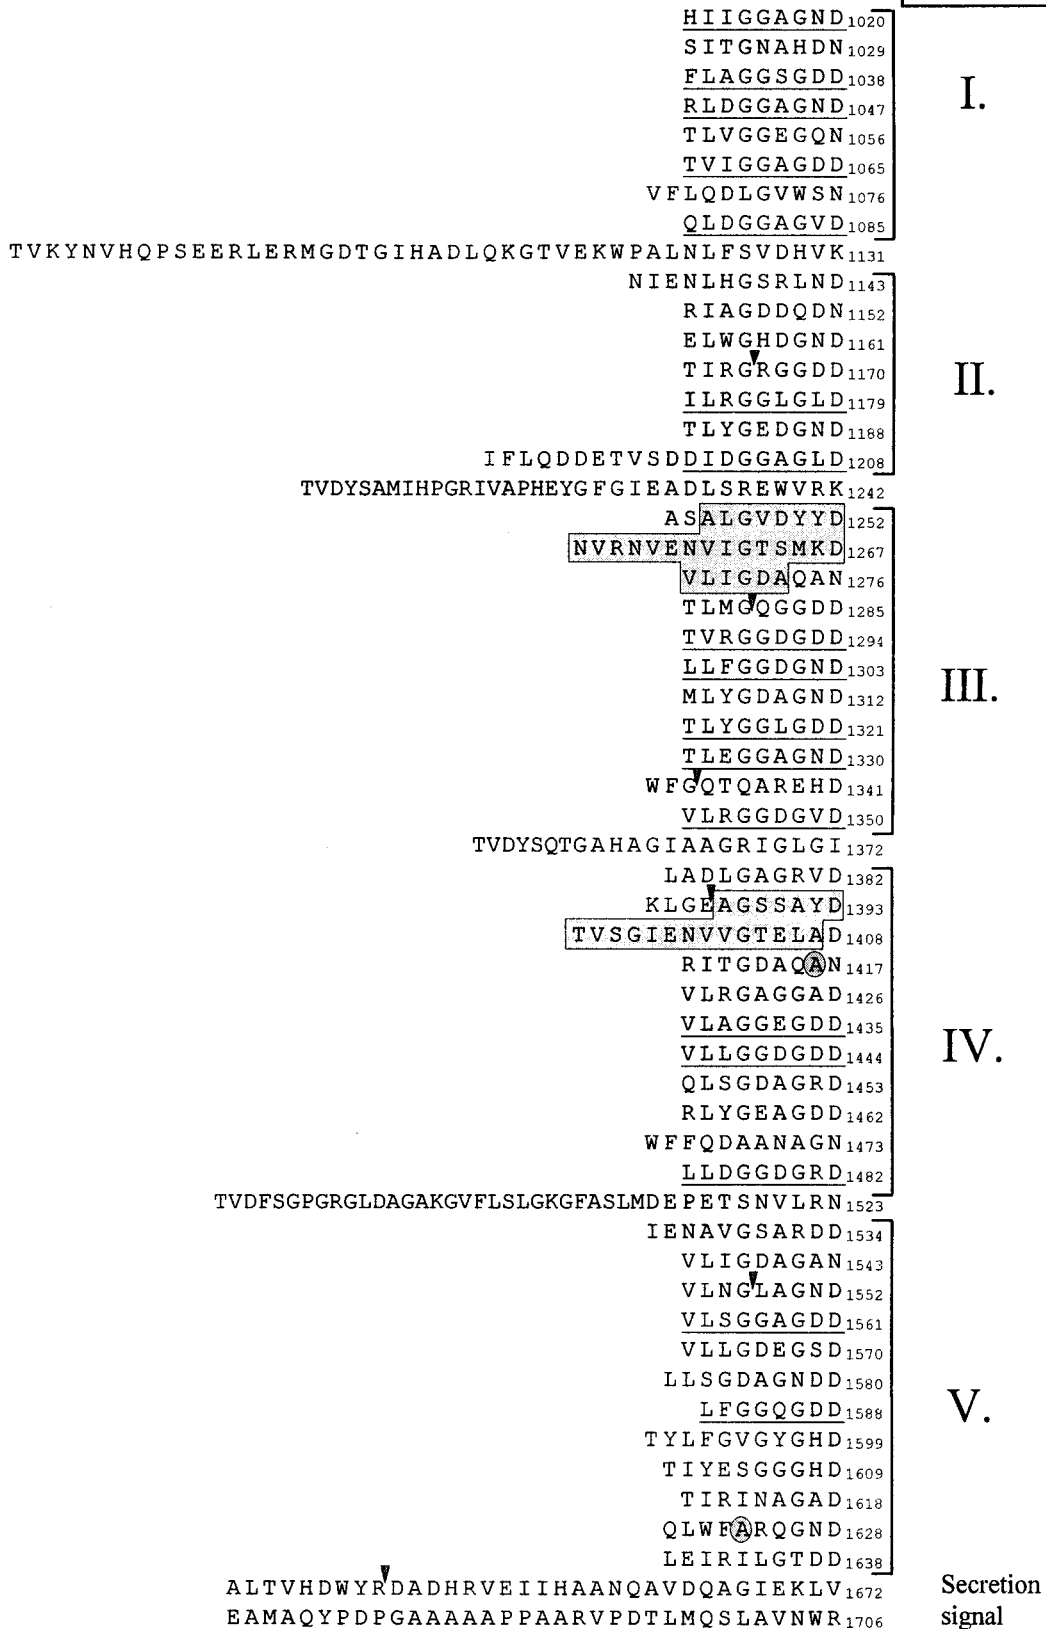 HIIGGAGND1020
SITGNAHDN1029
FLAGGSGDD1038
I.
RLDGGAGND1047
TLVGGEGQN1056
TVIGGAGDD1065
VFLQDLGVWSN1076
QLDGGAGVD1085
TVKYNVHQPSEERLERMGDTGIHADLQKGTVEKWPALNLFSVDHVK1131
NIENLHGSRLND1143
RIAGDDQDN1152
ELWGHDGND1161
TIRGRGGDD1170
II.
ILRGGLGLD1179
TLYGEDGND1188
IFLQDDETVSDDIDGGAGLD1208
TVDYSAMIHPGRIVAPHEYGFGIEADLSREWVRK1242
ASALGVDYYD1252
NVRNVENVIGTSMKD1267
VLIGDAQAN1276
TLMGQGGDD1285
TVRGGDGDD1294
LLFGGDGND1303
III.
MLYGDAGND1312
TLYGGLGDD1321
TLEGGAGND1330
WFGQTQAREHD1341
VLRGGDGVD1350
TVDYSQTGAHAGIAAGRIGLGI1372
LADLGAGRVD1382
KLGEAGSSAYD1393
TVSGIENVVGTELAD1408
RITGDAQAN1417
VLRGAGGAD1426
VLAGGEGDD1435
IV.
VLLGGDGDD1444
QLSGDAGRD1453
RLYGEAGDD1462
WFFQDAANAGN1473
LLDGGDGRD1482
TVDFSGPGRGLDAGAKGVFLSLGKGFASLMDEPETSNVLRN1523
IENAVGSARDD1534
VLIGDAGAN1543
VLNGLAGND1552
VLSGGAGDD1561
VLLGDEGSD1570
LLSGDAGNDD1580
V.
LFGGQGDD1588
TYLFGVGYGHD1599
TIYESGGGHD1609
TIRINAGAD1618
QLWFARQGND1628
LEIRILGTDD1638
ALTVHDWYRDADHRVEIIHAANQAVDQAGIEKLV1672 Secretion
EAMAQYPDPGAAAAAPPAARVPDTLMQSLAVNWR1706 signal